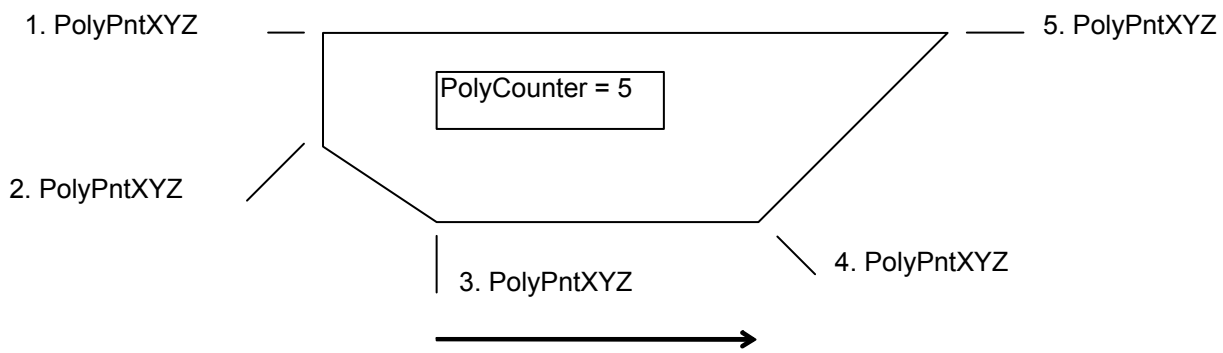 1. PolyPntXYZ
5. PolyPntXYZ
PolyCounter = 5
2. PolyPntXYZ
4. PolyPntXYZ
3. PolyPntXYZ